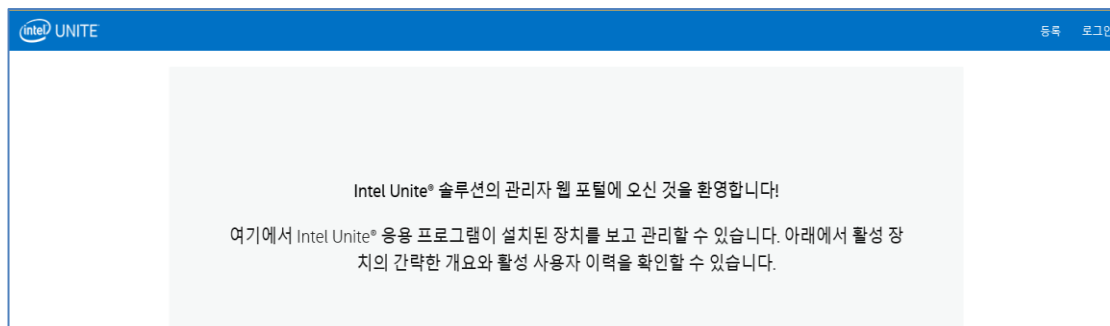 intel UNITE
등록 로그인
Intel Unite® 솔루션의 관리자 웹 포털에 오신 것을 환영합니다!
여기에서 Intel Unite® 응용 프로그램이 설치된 장치를 보고 관리할 수 있습니다. 아래에서 활성 장
치의 간략한 개요와 활성 사용자 이력을 확인할 수 있습니다.